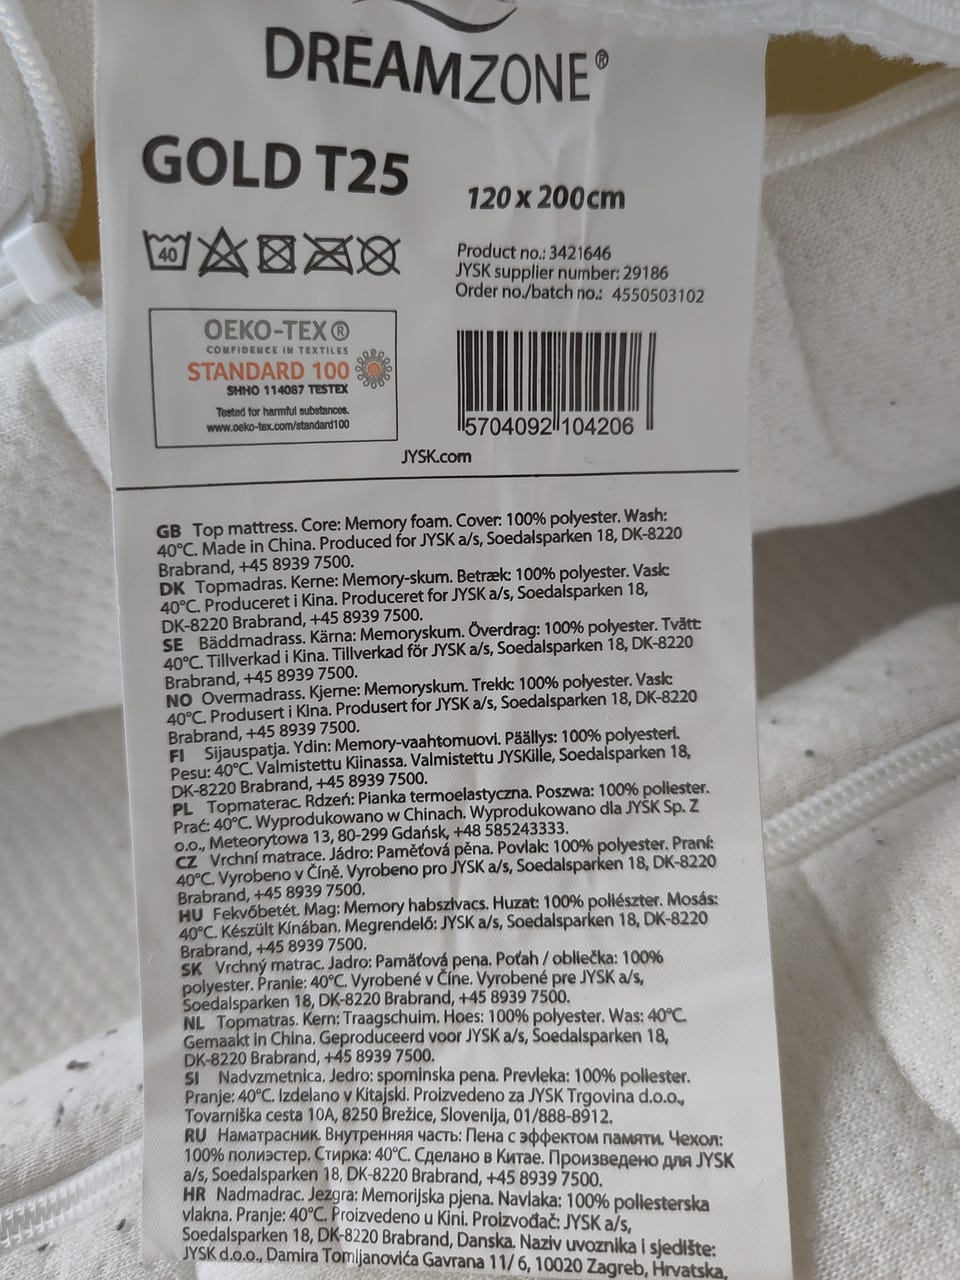 DREAMZONE®
GOLD T25
120 x 200cm
40
Product no.: 3421646
JYSK supplier number: 29186
Order no./batch no.: 4550503102
OEKO-TEX®
CONFIDENCE IN TEXTILES
STANDARD 100
SHHO 114087 TESTEX
Tested for harmful substances.
www.oeko-tex.com/standard100
5704092104206
JYSK.com
GB Top mattress. Core: Memory foam. Cover: 100% polyester. Wash:
40°C. Made in China. Produced for JYSK a/s, Soedalsparken 18, DK-8220
Brabrand, +45 8939 7500.
DK Topmadras. Kerne: Memory-skum. Betræk: 100% polyester. Vask:
40°C. Produceret i Kina. Produceret for JYSK a/s, Soedalsparken 18,
DK-8220 Brabrand, +45 8939 7500.
SE Bäddmadrass. Kärna: Memoryskum. Överdrag: 100% polyester. Tvätt:
40°C. Tillverkad i Kina. Tillverkad för JYSK a/s, Soedalsparken 18, DK-8220
Brabrand, +45 8939 7500.
NO Overmadrass. Kjerne: Memoryskum. Trekk: 100% polyester. Vask:
40°C. Produsert i Kina. Produsert for JYSK a/s, Soedalsparken 18, DK-8220
Brabrand, +45 8939 7500.
FI Sijauspatja. Ydin: Memory-vaahtomuovi. Päällys: 100% polyesteri.
Pesu: 40°C. Valmistettu Kiinassa. Valmistettu JYSKille, Soedalsparken 18,
DK-8220 Brabrand, +45 8939 7500.
PL Topmaterac. Rdzeń: Pianka termoelastyczna. Poszwa: 100% poliester.
Prać: 40°C. Wyprodukowano w Chinach. Wyprodukowano dla JYSK Sp. Z
o.o., Meteorytowa 13, 80-299 Gdańsk, +48 585243333.
CZ Vrchní matrace. Jádro: Paměťová pěna. Povlak: 100% polyester. Praní:
40°C. Vyrobeno v Číně. Vyrobeno pro JYSK a/s, Soedalsparken 18, DK-8220
Brabrand, +45 8939 7500.
HU Fekvőbetét. Mag: Memory habszivacs. Huzat: 100% poliészter. Mosás:
40°C. Készült Kínában. Megrendelő: JYSK a/s, Soedalsparken 18, DK-8220
Brabrand, +45 8939 7500.
SK Vrchný matrac. Jadro: Pamäťová pena. Poťah / obliečka: 100%
polyester. Pranie: 40°C. Vyrobené v Číne. Vyrobené pre JYSK a/s,
Soedalsparken 18, DK-8220 Brabrand, +45 8939 7500.
NL Topmatras. Kern: Traagschuim. Hoes: 100% polyester. Was: 40°C.
Gemaakt in China. Geproduceerd voor JYSK a/s, Soedalsparken 18,
DK-8220 Brabrand, +45 8939 7500.
SI Nadvzmetnica. Jedro: spominska pena. Prevleka: 100% poliester.
Pranje: 40°C. Izdelano v Kitajski. Proizvedeno za JYSK Trgovina d.o.o.,
Tovarniška cesta 10A, 8250 Brežice, Slovenija, 01/888-8912.
RU Наматрасник. Внутренняя часть: Пена с эффектом памяти. Чехол:
100% полиэстер. Стирка: 40°C. Сделано в Китае. Произведено для JYSK
a/s, Soedalsparken 18, DK-8220 Brabrand, +45 8939 7500.
HR Nadmadrac. Jezgra: Memorijska pjena. Navlaka: 100% poliesterska
vlakna. Pranje: 40°C. Proizvedeno u Kini. Proizvođač: JYSK a/s,
Soedalsparken 18, DK-8220 Brabrand, Danska. Naziv uvoznika i sjedište:
JYSK d.o.o., Damira Tomljanovića Gavrana 11/ 6, 10020 Zagreb, Hrvatska,